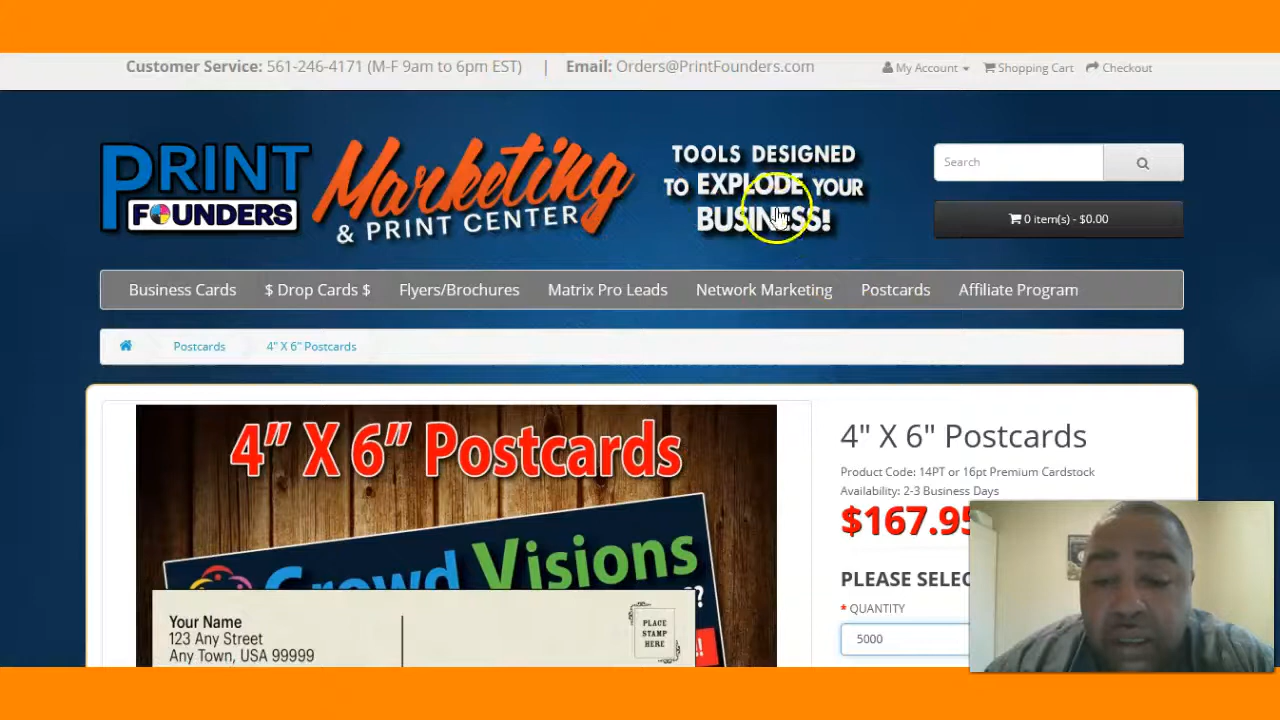 Customer Service: 561-246-4171 (M-F 9am to 6pm EST) | Email: Orders@PrintFounders.com
My Account Shopping Cart Checkout
PRINT FOUNDERS
Marketing & PRINT CENTER
TOOLS DESIGNED
TO EXPLODE YOUR
BUSINESS!
Search
0 item(s) - $0.00
Business Cards $ Drop Cards $ Flyers/Brochures Matrix Pro Leads Network Marketing Postcards Affiliate Program
Postcards 4" X 6" Postcards
4" X 6" Postcards
Crowd Visions
Your Name
123 Any Street
Any Town, USA 99999
PLACE
STAMP
HERE
4" X 6" Postcards
Product Code: 14PT or 16pt Premium Cardstock
Availability: 2-3 Business Days
$167.95
PLEASE SELEC
* QUANTITY
5000